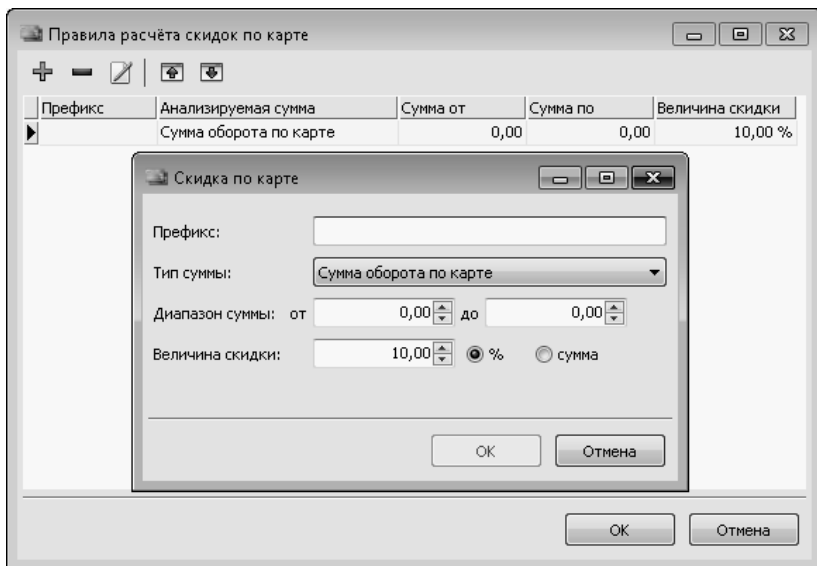 Правила расчёта скидок по карте
Префикс Анализируемая сумма Сумма от Сумма по Величина скидки
Сумма оборота по карте 0,00 0,00 10,00 %
Скидка по карте
Префикс:
Тип суммы: Сумма оборота по карте
Диапазон суммы: от 0,00 до 0,00
Величина скидки: 10,00 % сумма
ОК Отмена
ОК Отмена